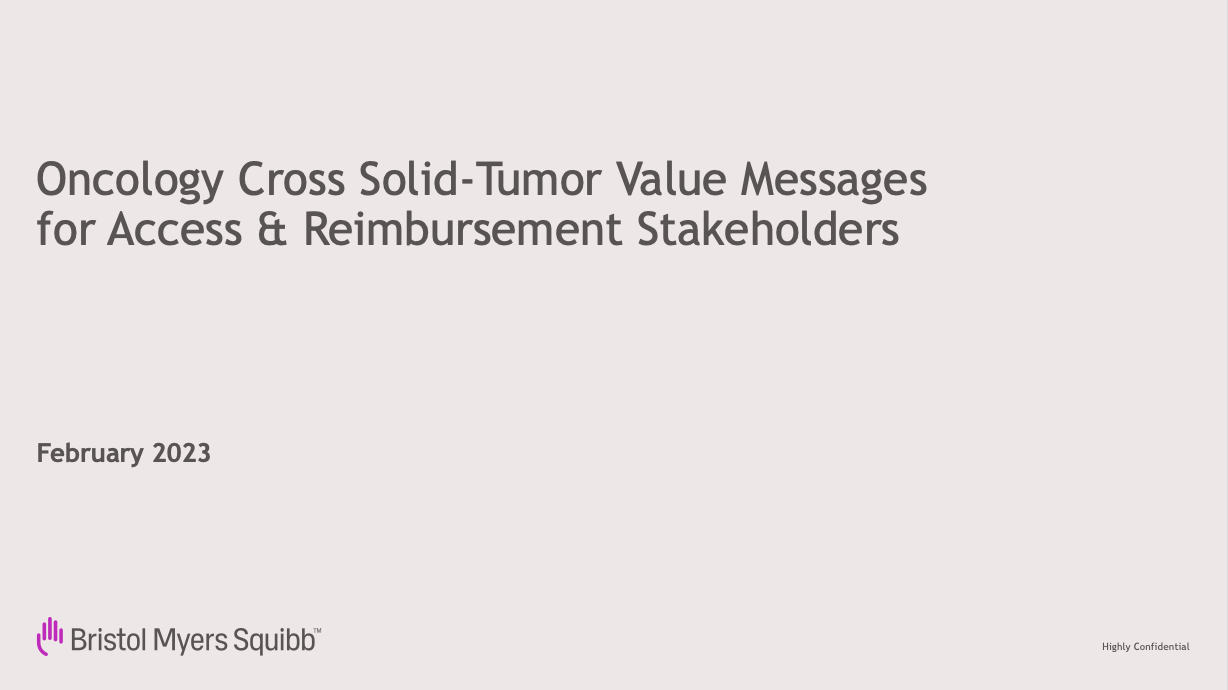 Oncology Cross Solid-Tumor Value Messages
for Access & Reimbursement Stakeholders
February 2023
Bristol Myers Squibb™
Highly Confidential